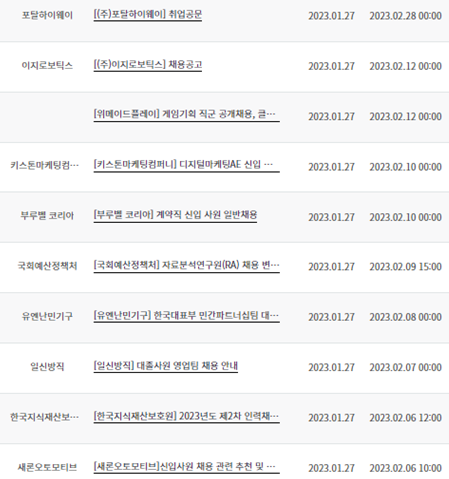 포탈하이웨이 [(주)포탈하이웨이] 취업공문 2023.01.27 2023.02.28 00:00
이지로보틱스 [(주)이지로보틱스] 채용공고 2023.01.27 2023.02.12 00:00
[위메이드플레이] 게임기획 직군 공개채용, 클··· 2023.01.27 2023.02.12 00:00
키스톤마케팅컴··· [키스톤마케팅컴퍼니] 디지털마케팅AE 신입 ··· 2023.01.27 2023.02.10 00:00
부루벨 코리아 [부루벨 코리아] 계약직 신입 사원 일반채용 2023.01.27 2023.02.10 00:00
국회예산정책처 [국회예산정책처] 자료분석연구원(RA) 채용 변··· 2023.01.27 2023.02.09 15:00
유엔난민기구 [유엔난민기구] 한국대표부 민간파트너십팀 대··· 2023.01.27 2023.02.08 00:00
일신방직 [일신방직] 대졸사원 영업팀 채용 안내 2023.01.27 2023.02.07 00:00
한국지식재산보··· [한국지식재산보호원] 2023년도 제2차 인력채··· 2023.01.27 2023.02.06 12:00
새론오토모티브 [새론오토모티브]신입사원 채용 관련 추천 및 ··· 2023.01.27 2023.02.06 10:00